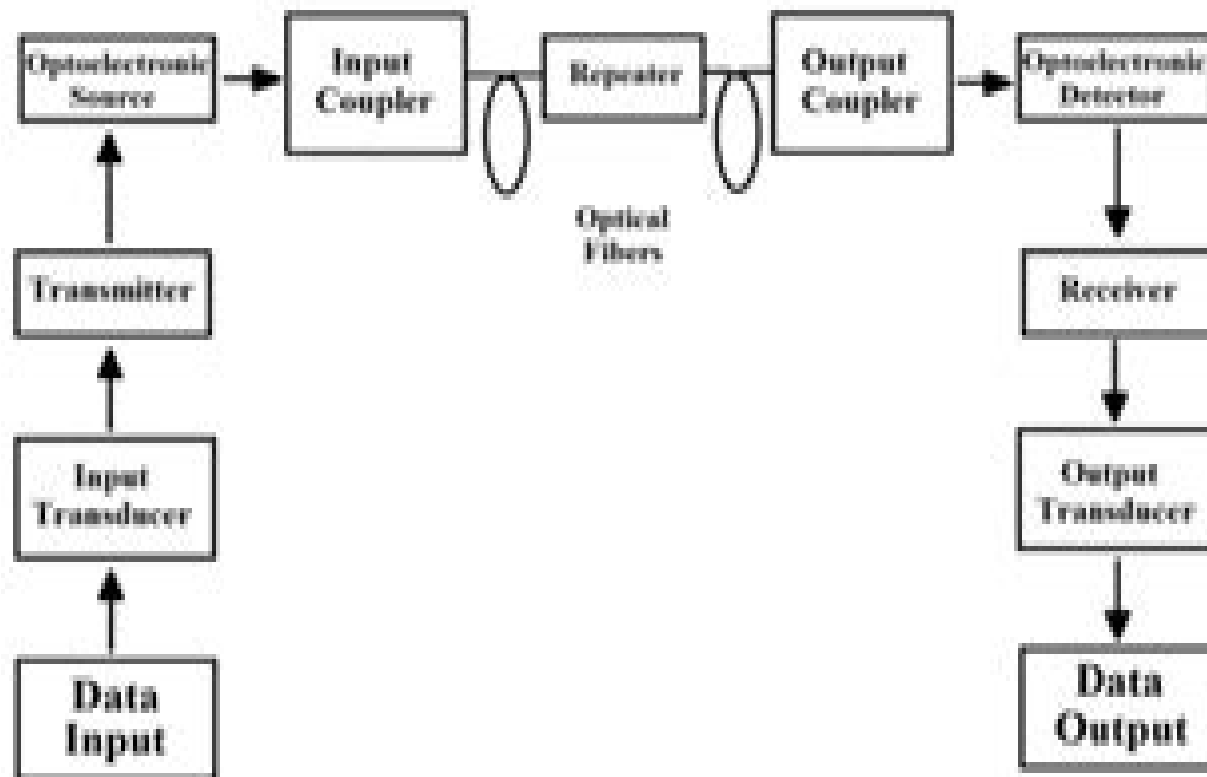 Optoelectronic
Source
Input
Coupler
Repeater
Output
Coupler
Optoelectronic
Detector
Optical
Fibers
Transmitter
Receiver
Input
Transducer
Output
Transducer
Data
Input
Data
Output